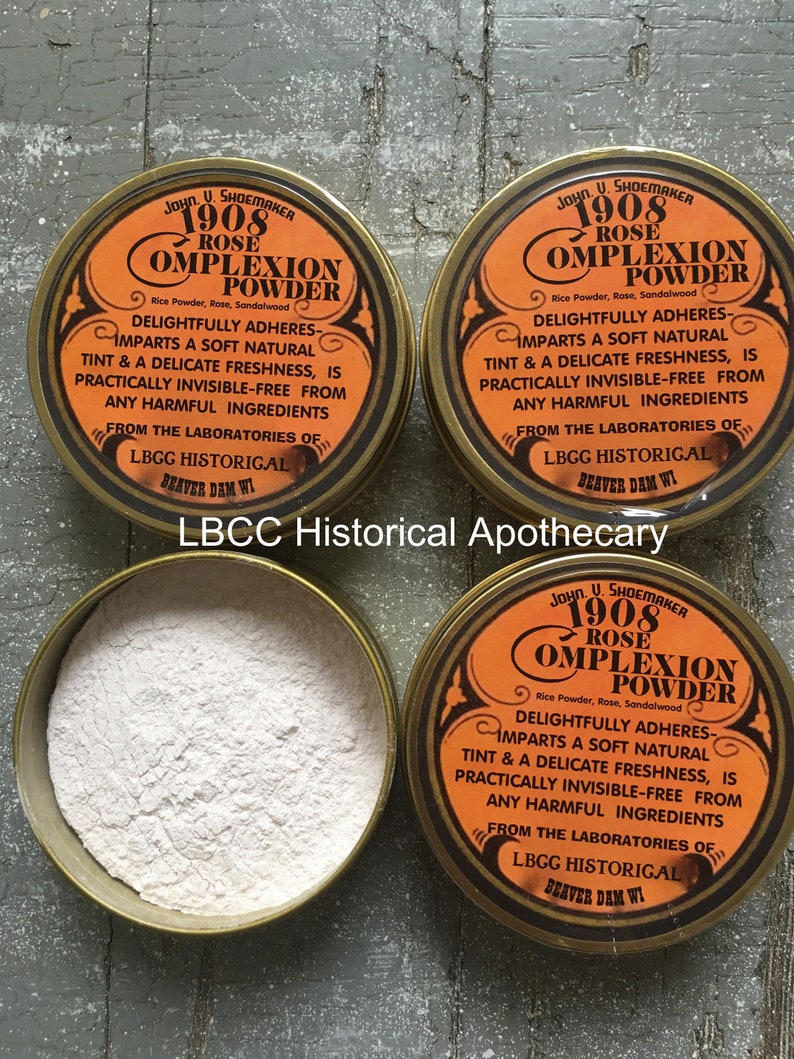 John. V. Shoemaker
1908
ROSE
COMPLEXION
POWDER
Rice Powder, Rose, Sandalwood
DELIGHTFULLY ADHERES-
IMPARTS A SOFT NATURAL
TINT & A DELICATE FRESHNESS, IS
PRACTICALLY INVISIBLE-FREE FROM
ANY HARMFUL INGREDIENTS
FROM THE LABORATORIES OF
LBCC HISTORICAL
BEAVER DAM WI
John. V. Shoemaker
1908
ROSE
COMPLEXION
POWDER
Rice Powder, Rose, Sandalwood
DELIGHTFULLY ADHERES-
IMPARTS A SOFT NATURAL
TINT & A DELICATE FRESHNESS, IS
PRACTICALLY INVISIBLE-FREE FROM
ANY HARMFUL INGREDIENTS
FROM THE LABORATORIES OF
LBCC HISTORICAL
BEAVER DAM WI
LBCC Historical Apothecary
John. V. Shoemaker
1908
ROSE
COMPLEXION
POWDER
Rice Powder, Rose, Sandalwood
DELIGHTFULLY ADHERES-
IMPARTS A SOFT NATURAL
TINT & A DELICATE FRESHNESS, IS
PRACTICALLY INVISIBLE-FREE FROM
ANY HARMFUL INGREDIENTS
FROM THE LABORATORIES OF
LBCC HISTORICAL
BEAVER DAM WI